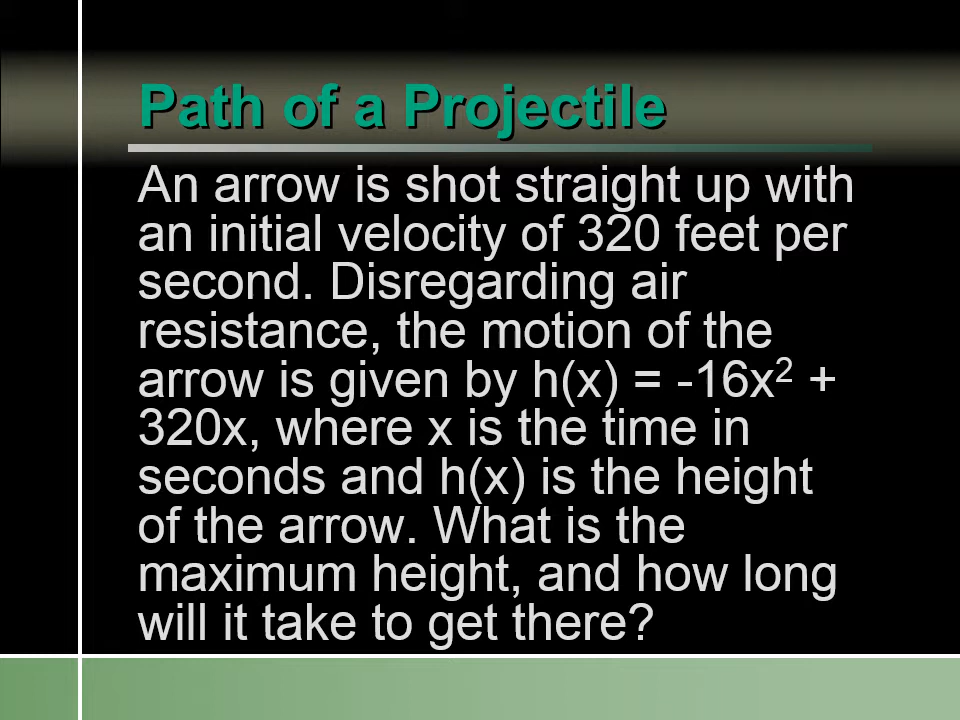 Path of a Projectile
An arrow is shot straight up with
an initial velocity of 320 feet per
second. Disregarding air
resistance, the motion of the
arrow is given by h(x) = -16x² +
320x, where x is the time in
seconds and h(x) is the height
of the arrow. What is the
maximum height, and how long
will it take to get there?